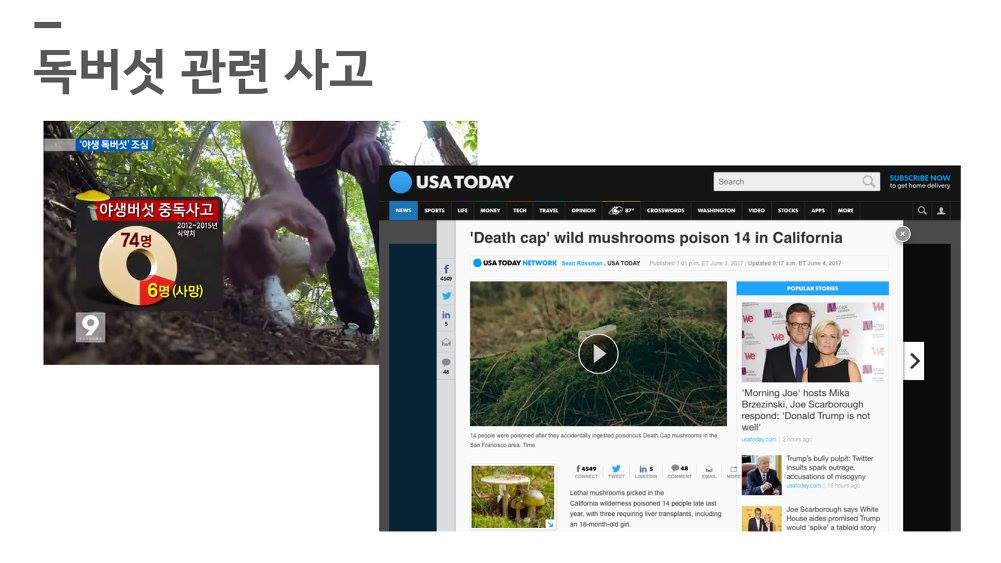 독버섯 관련 사고
'야생 독버섯' 조심
야생버섯 중독사고
2012~2015년
식약처
74명
6명(사망)
9
USA TODAY
Search
SUBSCRIBE NOW
to get home delivery
NEWS SPORTS LIFE MONEY TECH TRAVEL OPINION 87° CROSSWORDS WASHINGTON VIDEO STOCKS APPS MORE
'Death cap' wild mushrooms poison 14 in California
USA TODAY NETWORK Sean Rossman, USA TODAY Published 1:01 p.m. ET June 3, 2017 | Updated 9:17 a.m. ET June 4, 2017
f
4549
in
5
48
14 people were poisoned after they accidentally ingested poisonous Death Cap mushrooms in the
San Francisco area. Time
f 4549 in 5 48
CONNECT TWEET LINKEDIN COMMENT EMAIL MORE
Lethal mushrooms picked in the
California wilderness poisoned 14 people late last
year, with three requiring liver transplants, including
an 18-month-old girl.
POPULAR STORIES
'Morning Joe' hosts Mika
Brzezinski, Joe Scarborough
respond: 'Donald Trump is not
well'
usatoday.com | 2 hours ago
Trump's bully pulpit: Twitter
insults spark outrage,
accusations of misogyny
usatoday.com | 18 hours ago
Joe Scarborough says White
House aides promised Trump
would 'spike' a tabloid story